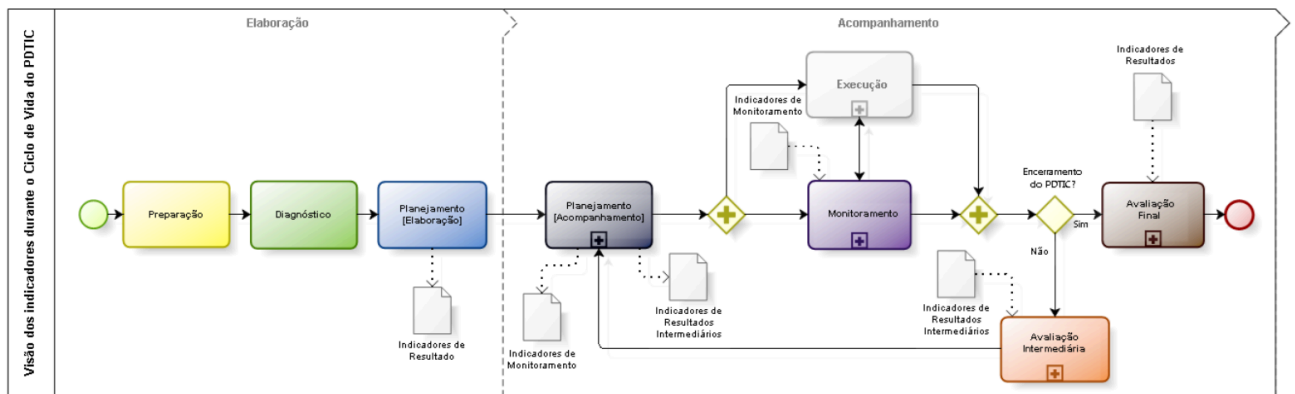 Visão dos indicadores durante o Ciclo de Vida do PDTIC
Elaboração
Acompanhamento
Preparação
Diagnóstico
Planejamento
[Elaboração]
Indicadores de
Resultado
Planejamento
[Acompanhamento]
Indicadores de
Monitoramento
Indicadores de
Resultados
Intermediários
Indicadores de
Monitoramento
Execução
Monitoramento
Encerramento
do PDTIC?
Sim
Não
Indicadores de
Resultados
Intermediários
Avaliação
Intermediária
Indicadores de
Resultados
Avaliação
Final